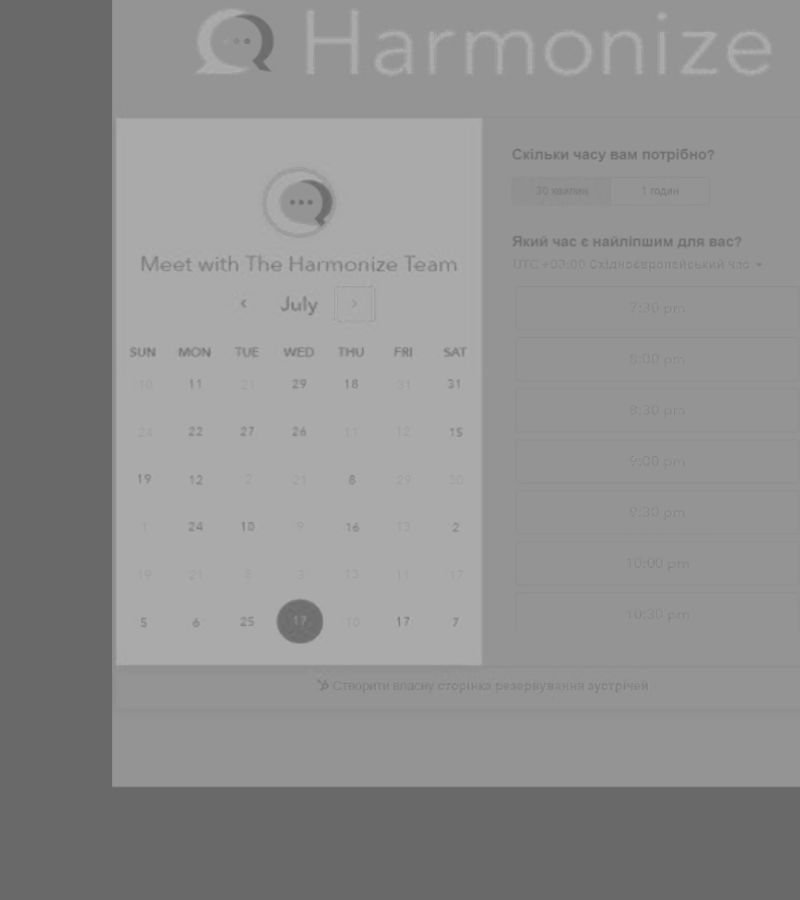 Harmonize
Meet with The Harmonize Team
July
SUN MON TUE WED THU FRI SAT
10 11 21 29 18 31 31
24 22 27 26 11 12 15
19 12 2 21 8 29 30
1 24 10 9 16 13 2
19 21 3 13 11 17
5 6 25 17 17 7
Скільки часу вам потрібно?
30 хвилин 1 годин
Який час є найліпшим для вас?
UTC +03:00 Східноєвропейський час
7:30 pm
8:00 pm
8:30 pm
9:00 pm
9:30 pm
10:00 pm
10:30 pm
Створити власну сторінка резервування зустрічей